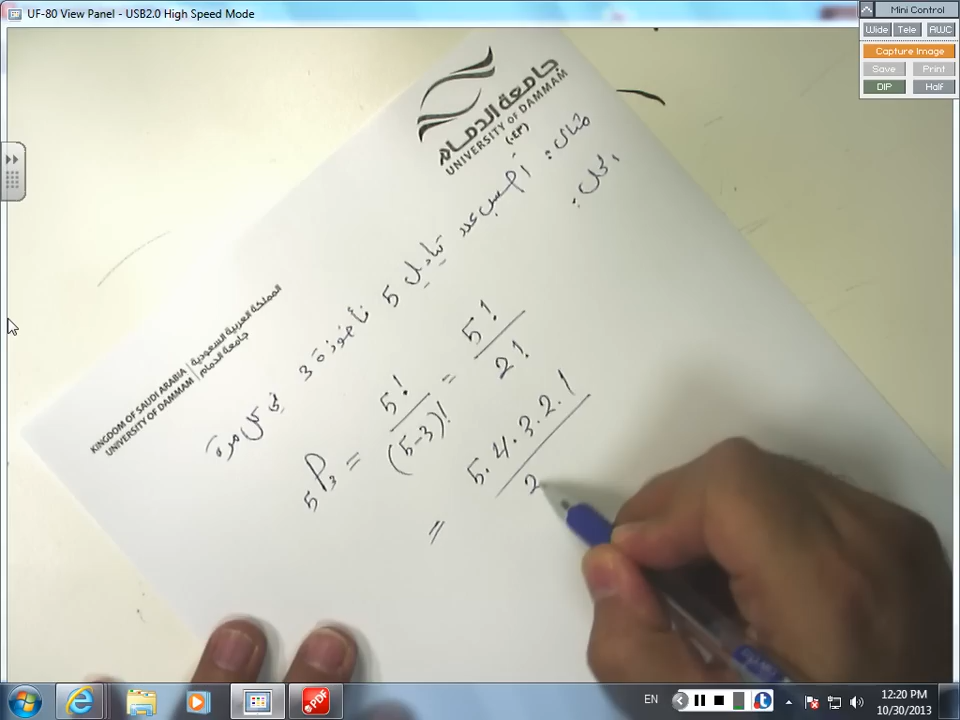 UF-80 View Panel - USB2.0 High Speed Mode
Mini Control
Wide Tele AWC
Capture Image
Save Print
DIP Half
جامعة الدمام
UNIVERSITY OF DAMMAM
(٠٤٣)
المملكة العربية السعودية
جامعة الدمام
KINGDOM OF SAUDI ARABIA
UNIVERSITY OF DAMMAM
مثال: أحسب عدد تباديل 5 مأخوذة 3 في كل مرة
الحل:
5P3 = 5!/(5-3)! = 5!/2!
= 5.4.3.2.1/2
EN
12:20 PM
10/30/2013
PDF